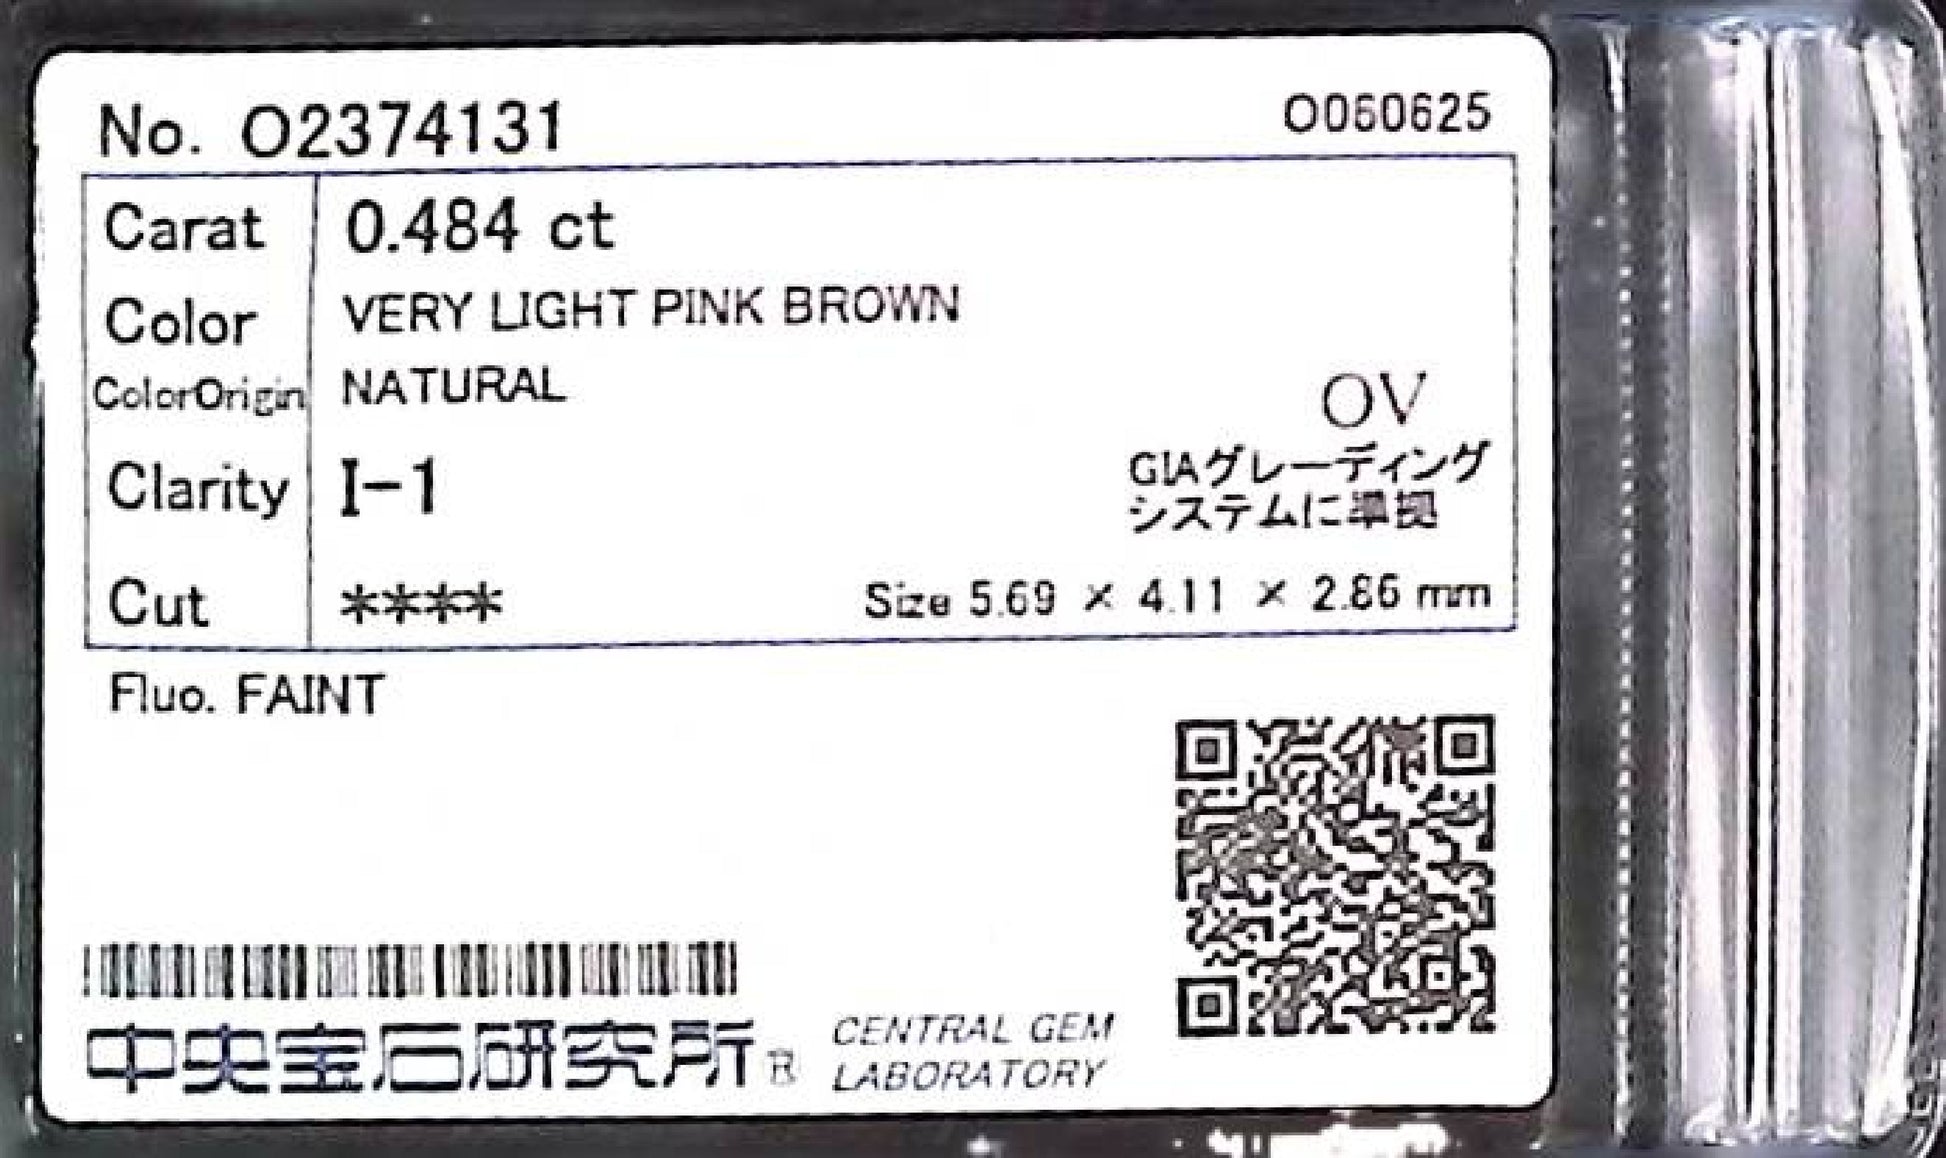 No. O2374131
O060625
Carat 0.484 ct
Color VERY LIGHT PINK BROWN
ColorOrigin NATURAL
OV
Clarity I-1
GIAグレーディング
システムに準拠
Cut ****
Size 5.69 × 4.11 × 2.86 mm
Fluo. FAINT
中央宝石研究所®
CENTRAL GEM
LABORATORY